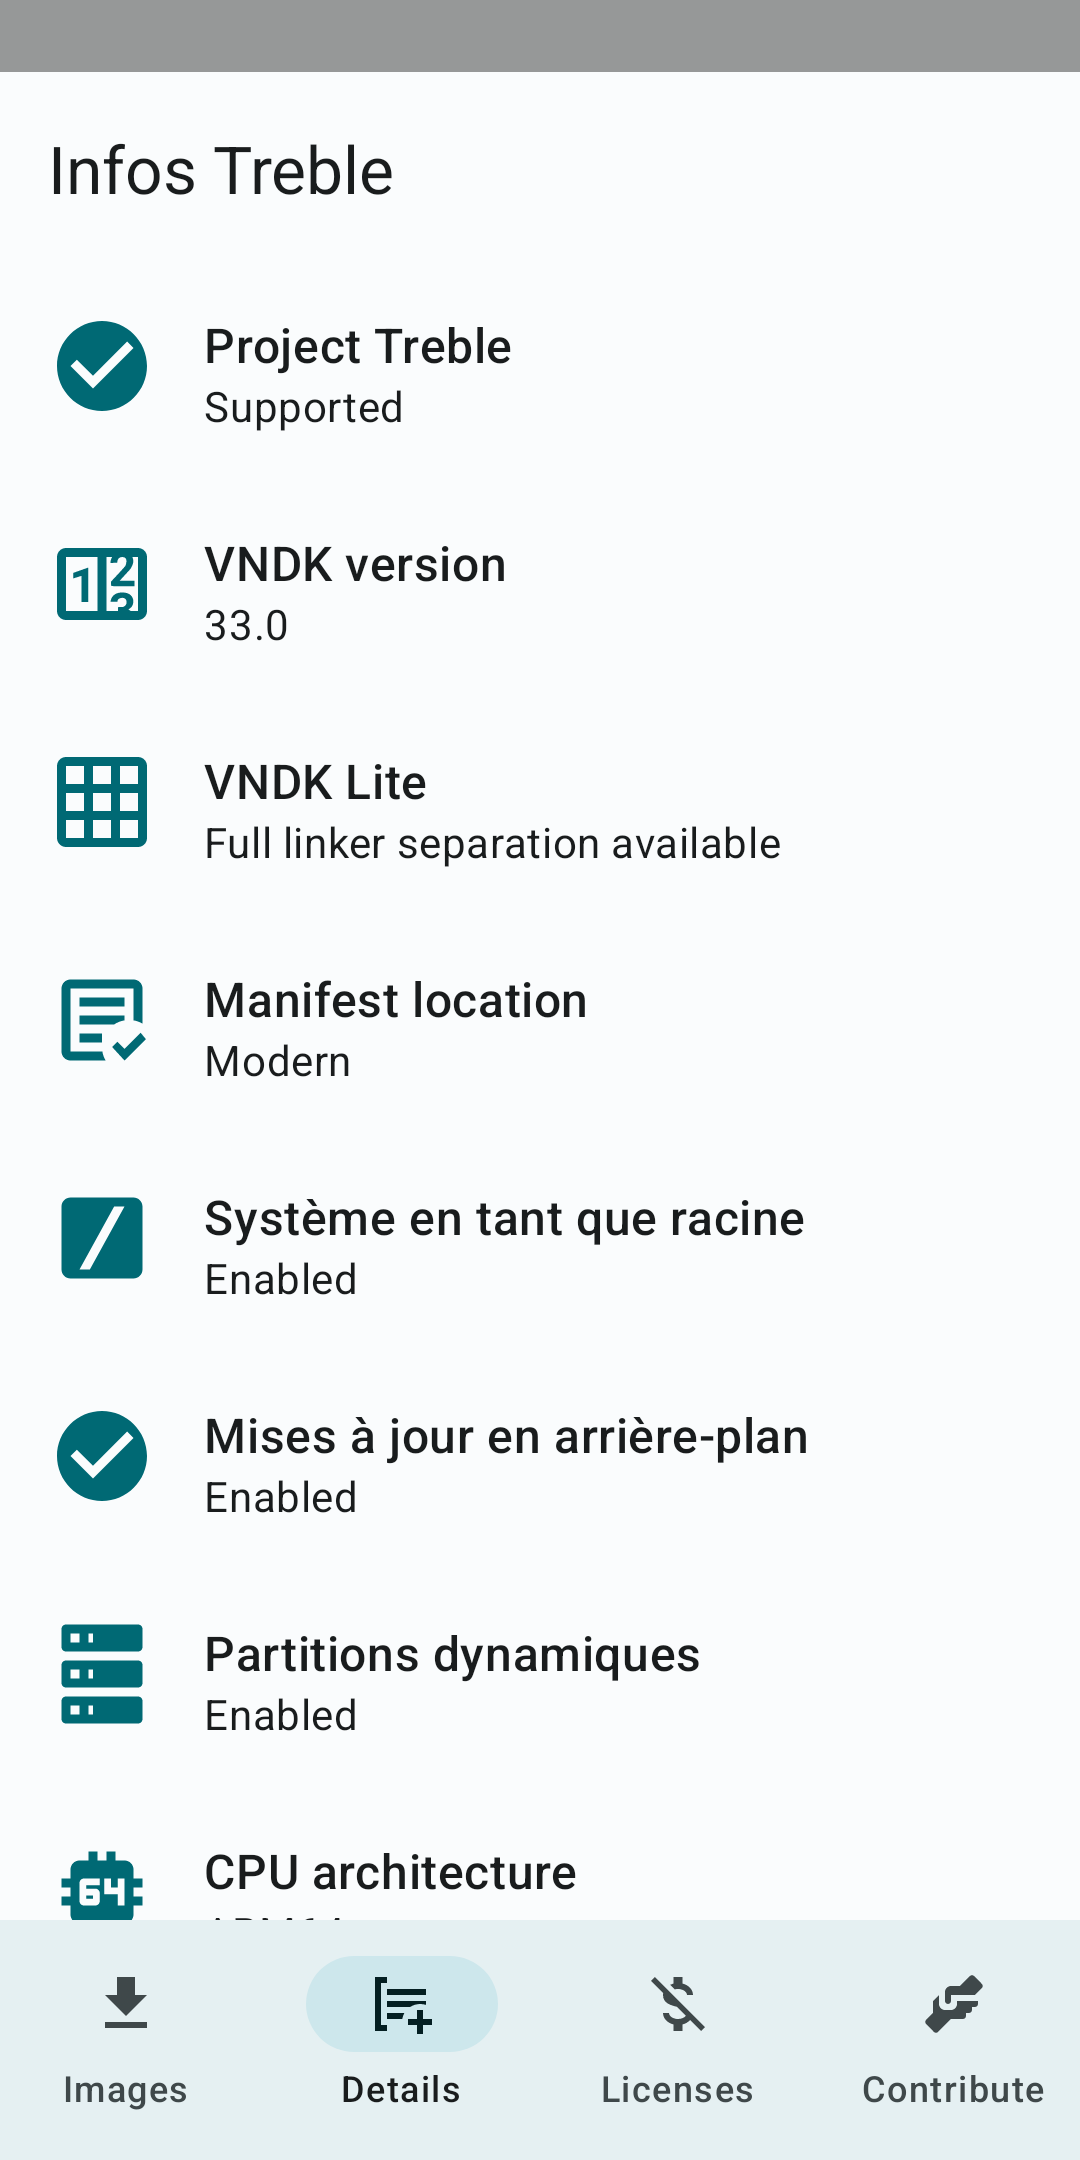 Infos Treble
Project Treble
Supported
VNDK version
33.0
VNDK Lite
Full linker separation available
Manifest location
Modern
Système en tant que racine
Enabled
Mises à jour en arrière-plan
Enabled
Partitions dynamiques
Enabled
64
CPU architecture
Images
Details
Licenses
Contribute